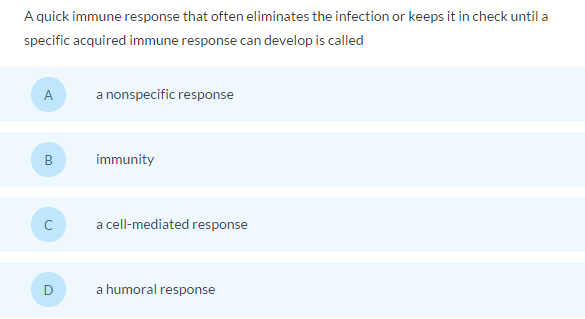 A quick immune response that often eliminates the infection or keeps it in check until a
specific acquired immune response can develop is called
A a nonspecific response
B immunity
C a cell-mediated response
D a humoral response